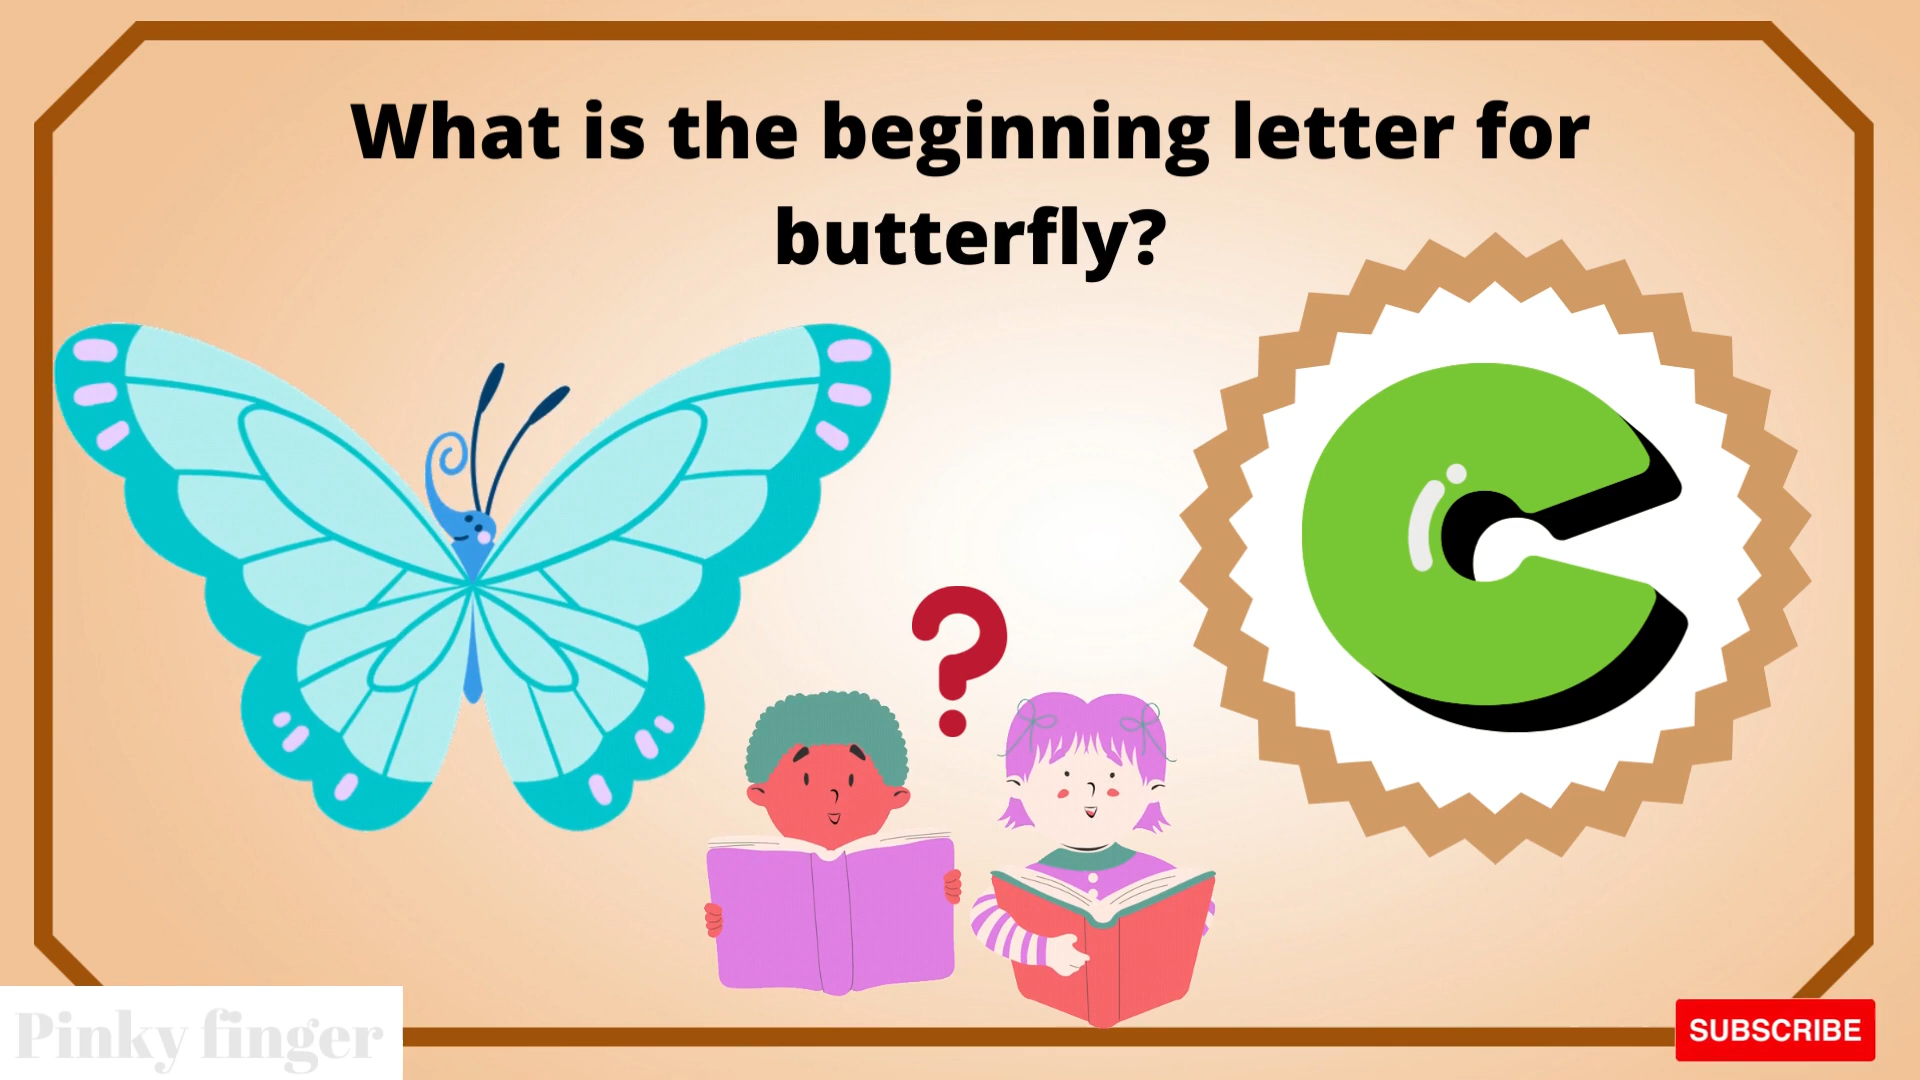 What is the beginning letter for
butterfly?
C
Pinky finger
SUBSCRIBE